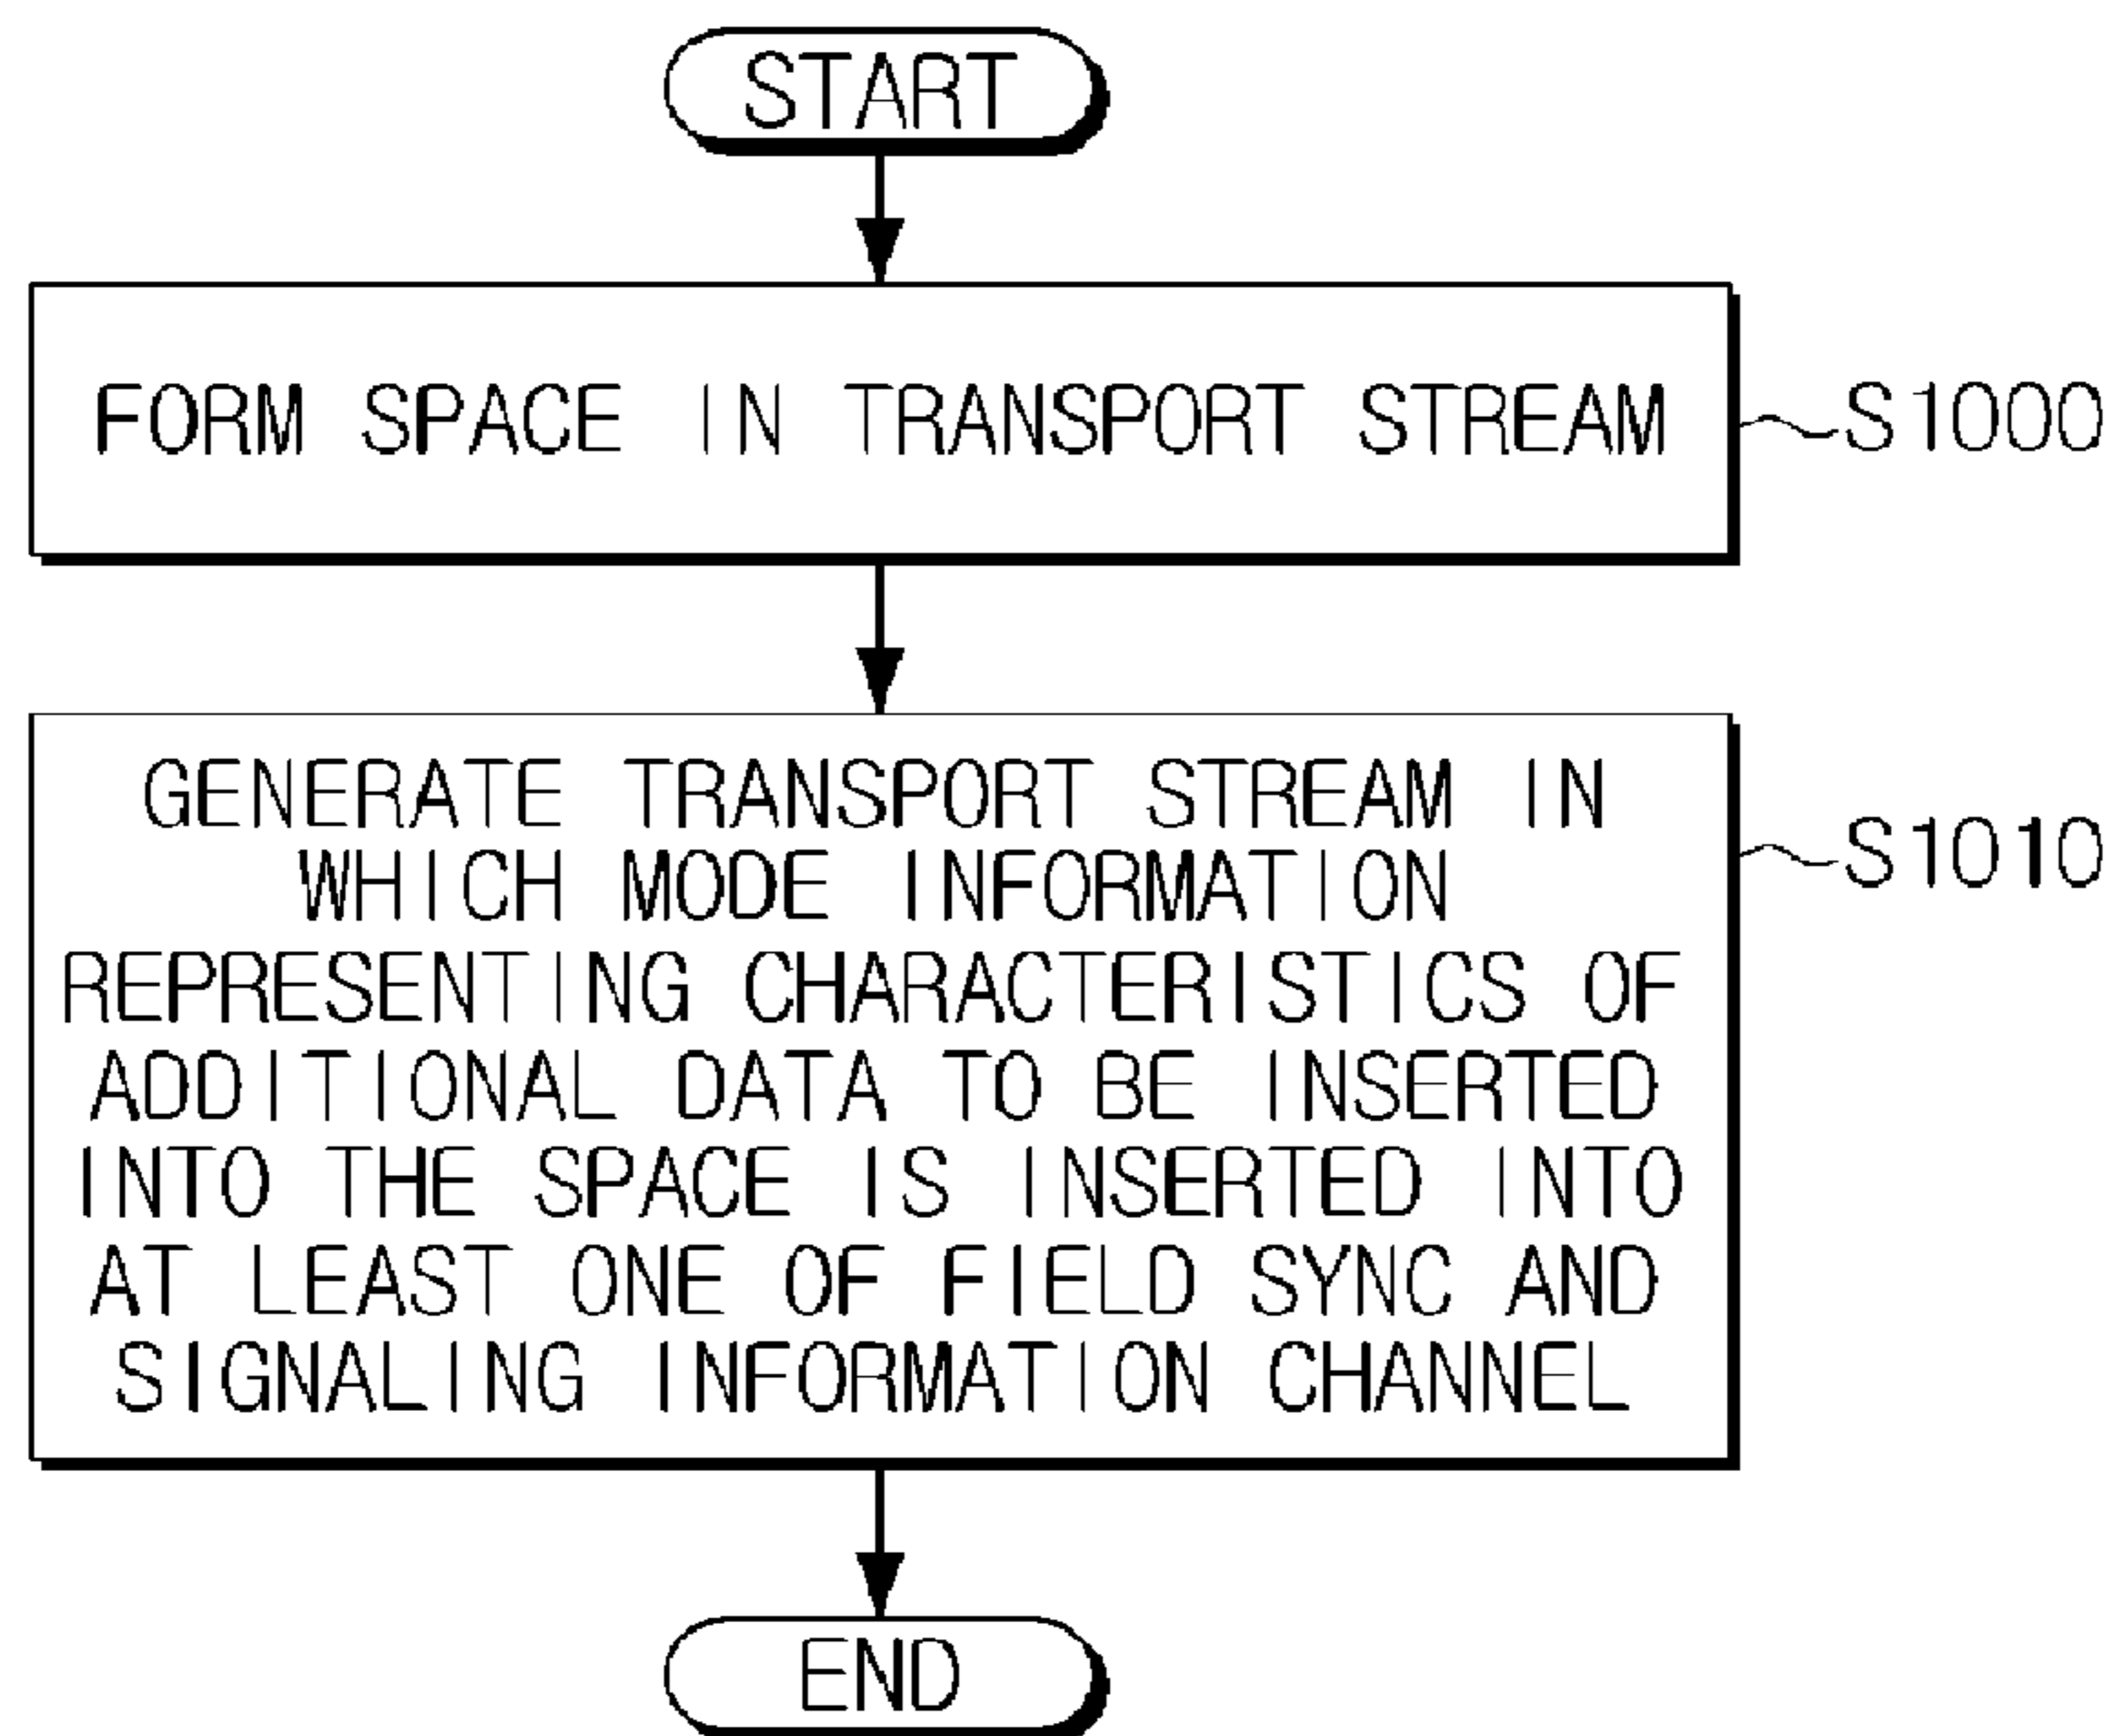 START
FORM SPACE IN TRANSPORT STREAM
S1000
GENERATE TRANSPORT STREAM IN
WHICH MODE INFORMATION
REPRESENTING CHARACTERISTICS OF
ADDITIONAL DATA TO BE INSERTED
INTO THE SPACE IS INSERTED INTO
AT LEAST ONE OF FIELD SYNC AND
SIGNALING INFORMATION CHANNEL
S1010
END